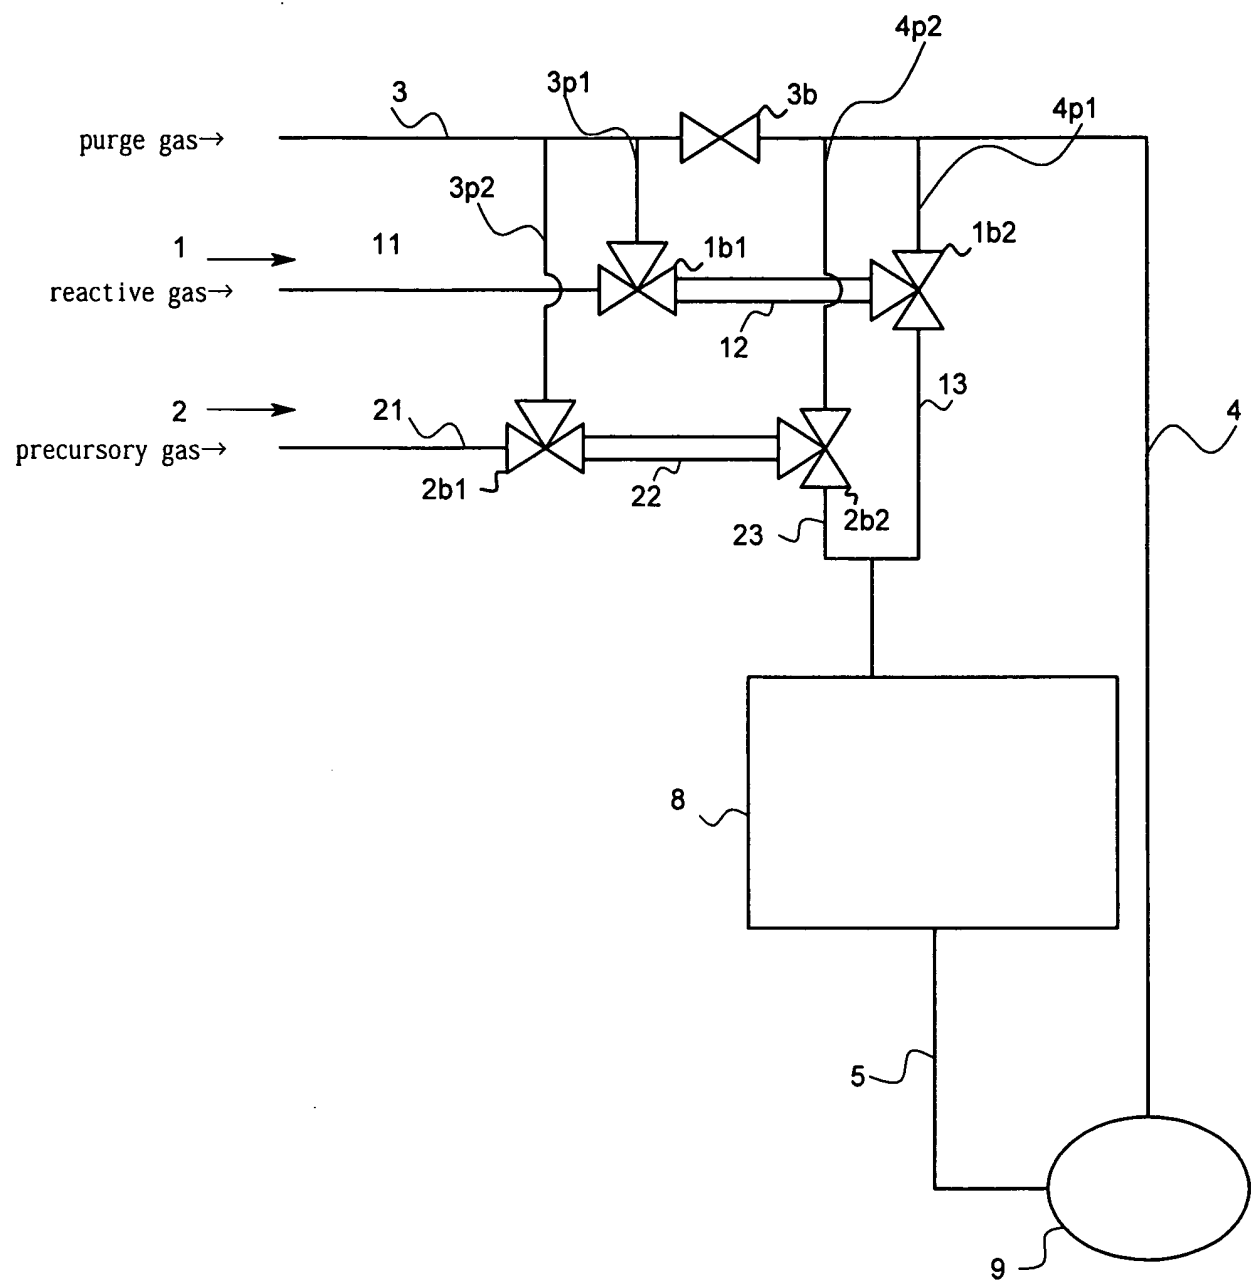 4p2
3p1
3
3b
4p1
purge gas→
3p2
1
11
1b1
1b2
reactive gas→
12
13
2
21
4
precursory gas→
2b1
22
2b2
23
8
5
9